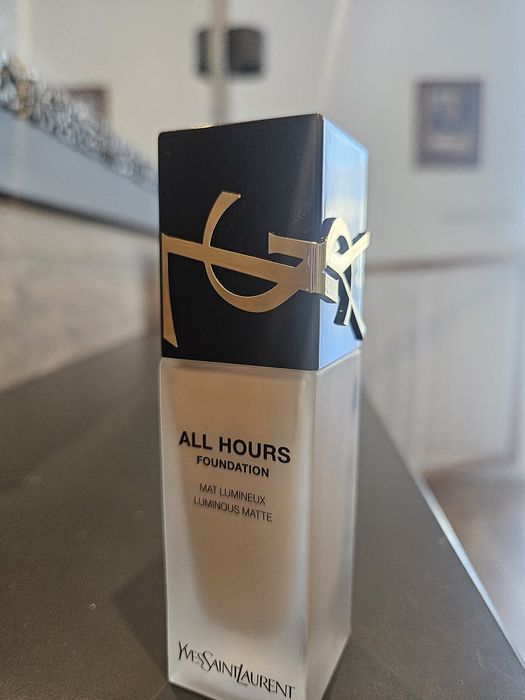 ALL HOURS
FOUNDATION
MAT LUMINEUX
LUMINOUS MATTE
YVESSAINTLAURENT